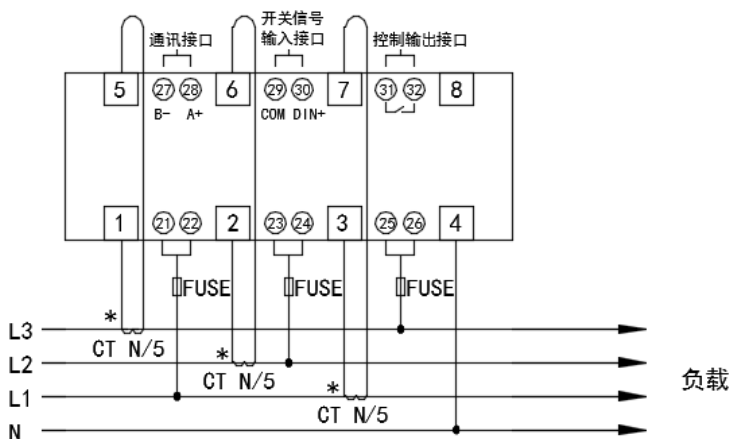 开关信号
通讯接口 输入接口 控制输出接口
5 27 28 6 29 30 7 31 32 8
B- A+ COM DIN+
1 21 22 2 23 24 3 25 26 4
FUSE FUSE FUSE
*
L3
CT N/5
*
L2
CT N/5
负载
*
L1
CT N/5
N